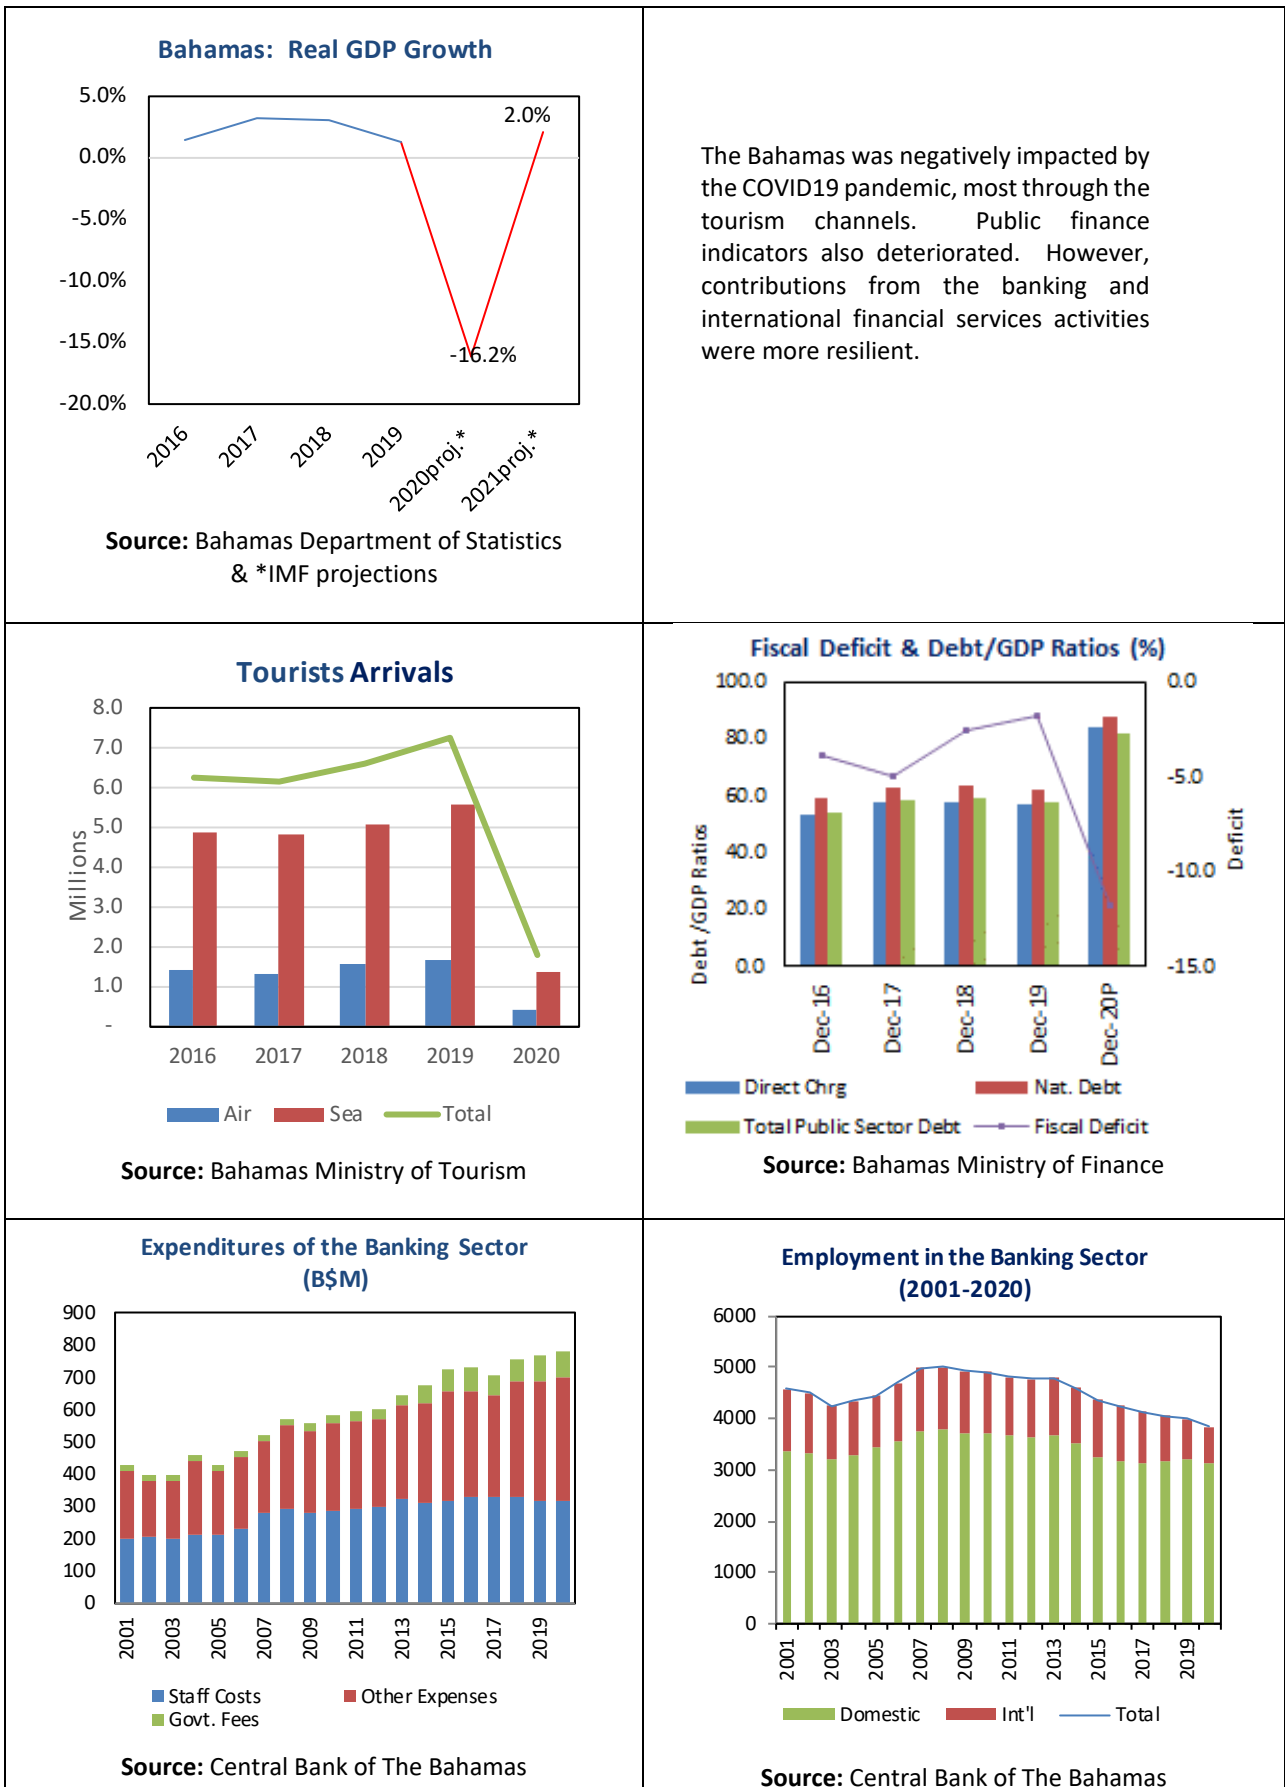 Bahamas: Real GDP Growth
5.0%
0.0%
-5.0%
-10.0%
-15.0%
-20.0%
2.0%
-16.2%
2016
2017
2018
2019
2020proj.*
2021proj.*
Source: Bahamas Department of Statistics
& *IMF projections
The Bahamas was negatively impacted by
the COVID19 pandemic, most through the
tourism channels. Public finance
indicators also deteriorated. However,
contributions from the banking and
international financial services activities
were more resilient.
Tourists Arrivals
Millions
8.0
7.0
6.0
5.0
4.0
3.0
2.0
1.0
-
2016 2017 2018 2019 2020
Air Sea Total
Source: Bahamas Ministry of Tourism
Fiscal Deficit & Debt/GDP Ratios (%)
Debt /GDP Ratios
100.0
80.0
60.0
40.0
20.0
0.0
0.0
-5.0
-10.0
-15.0
Deficit
Dec-16
Dec-17
Dec-18
Dec-19
Dec-20P
Direct Chrg Nat. Debt
Total Public Sector Debt Fiscal Deficit
Source: Bahamas Ministry of Finance
Expenditures of the Banking Sector
(B$M)
900
800
700
600
500
400
300
200
100
0
2001
2003
2005
2007
2009
2011
2013
2015
2017
2019
Staff Costs Other Expenses
Govt. Fees
Source: Central Bank of The Bahamas
Employment in the Banking Sector
(2001-2020)
6000
5000
4000
3000
2000
1000
0
2001
2003
2005
2007
2009
2011
2013
2015
2017
2019
Domestic Int'l Total
Source: Central Bank of The Bahamas